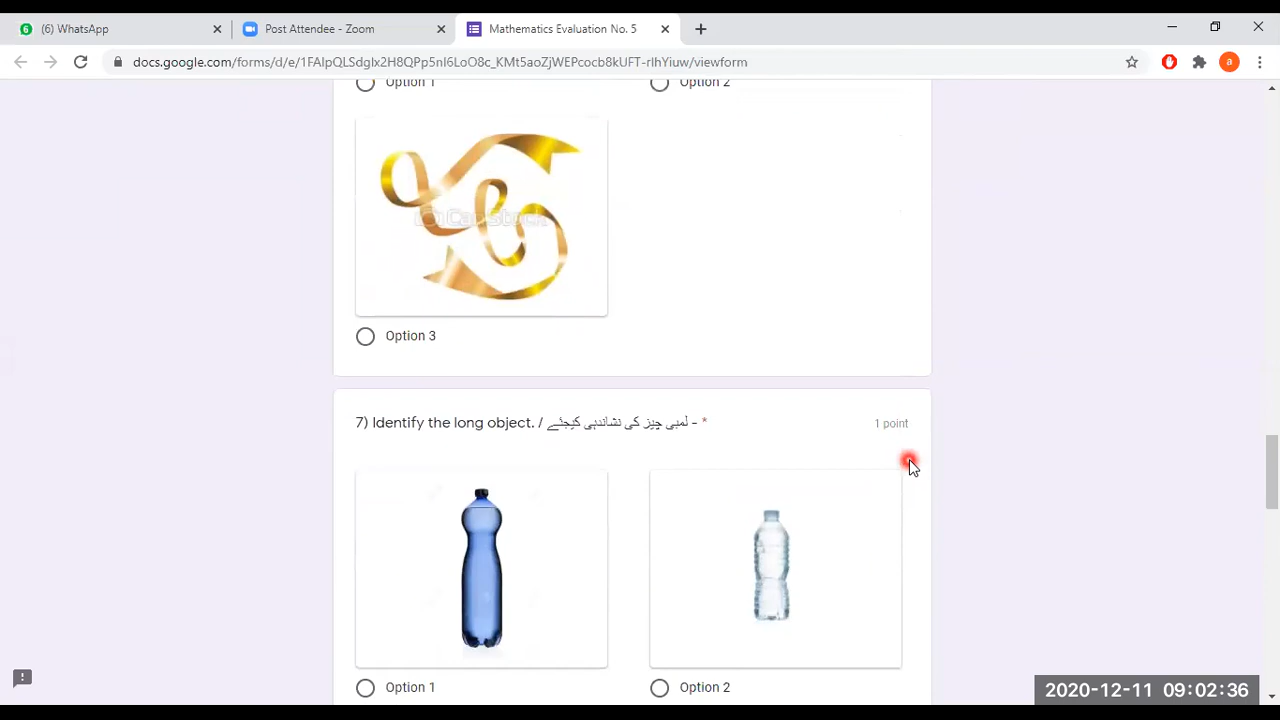 (6) WhatsApp
Post Attendee - Zoom
Mathematics Evaluation No. 5
docs.google.com/forms/d/e/1FAIpQLSdglx2H8QPp5nI6Lob8c_KMt5aoZjWEPcocb8kUFT-rlhYiuw/viewform
a
Option 1
Option 2
CanStock
Option 3
7) Identify the long object. / لمبی چیز کی نشاندہی کیجئے - *
1 point
Option 1
Option 2
2020-12-11 09:02:36